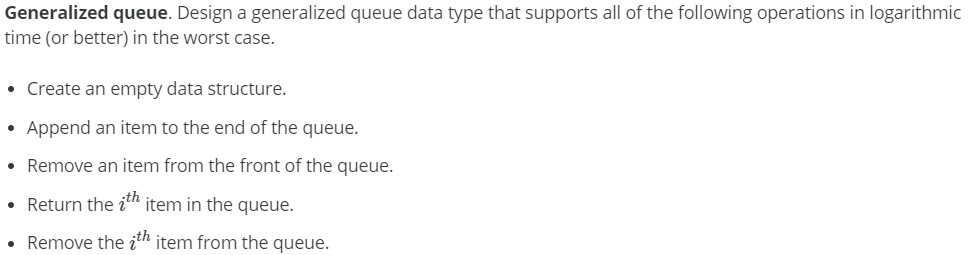 Generalized queue. Design a generalized queue data type that supports all of the following operations in logarithmic
time (or better) in the worst case.
• Create an empty data structure.
• Append an item to the end of the queue.
• Remove an item from the front of the queue.
• Return the iᵗʰ item in the queue.
• Remove the iᵗʰ item from the queue.